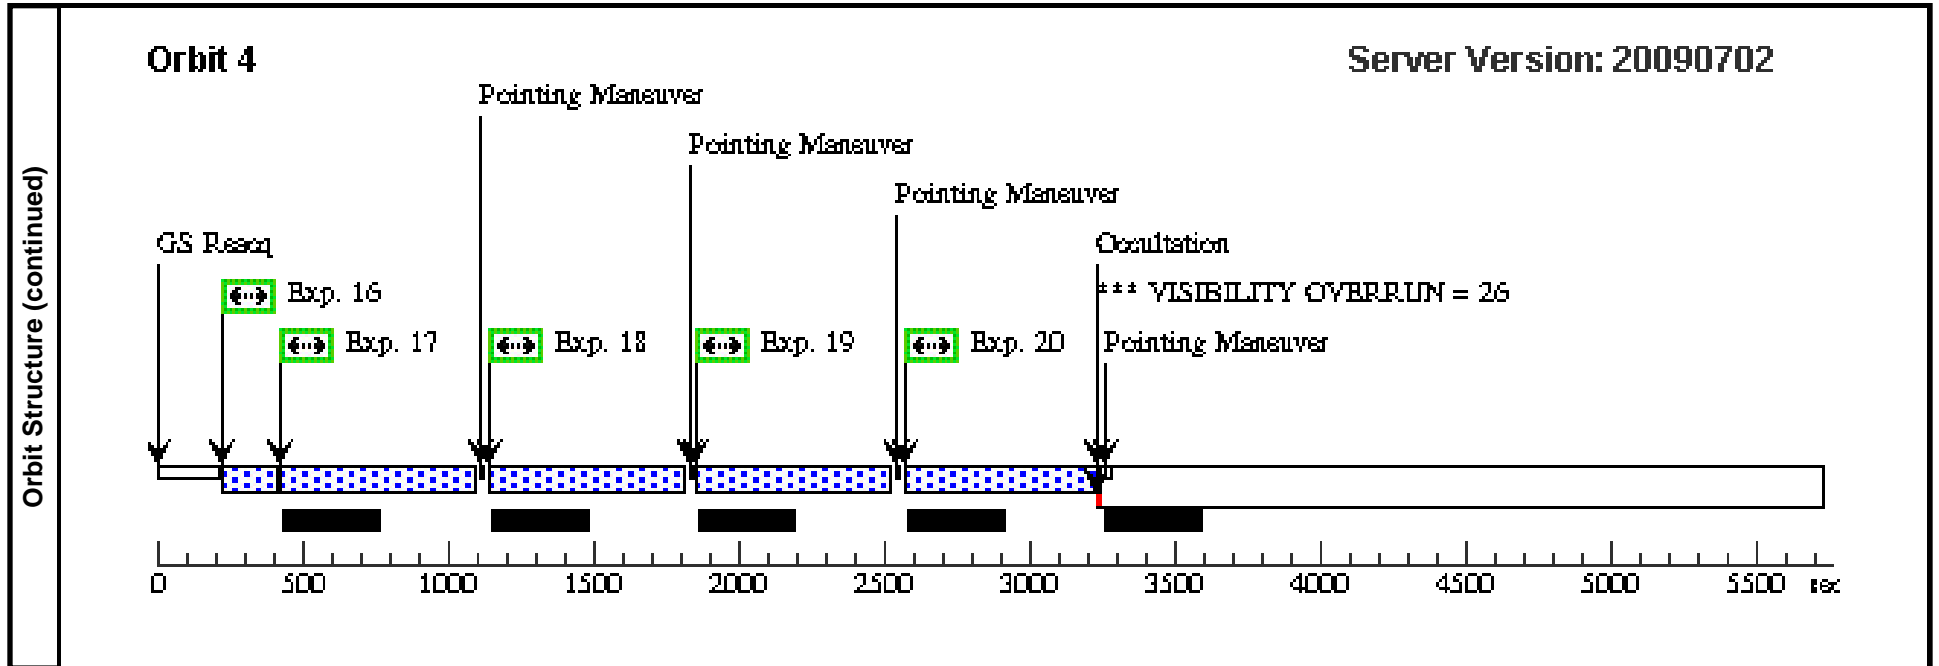 Orbit Structure (continued)
Orbit 4
Server Version: 20090702
Pointing Maneuver
Pointing Maneuver
Pointing Maneuver
GS Reacq
Occultation
Exp. 16
*** VISIBILITY OVERRUN = 26
Exp. 17
Exp. 18
Exp. 19
Exp. 20
Pointing Maneuver
0 500 1000 1500 2000 2500 3000 3500 4000 4500 5000 5500 sec